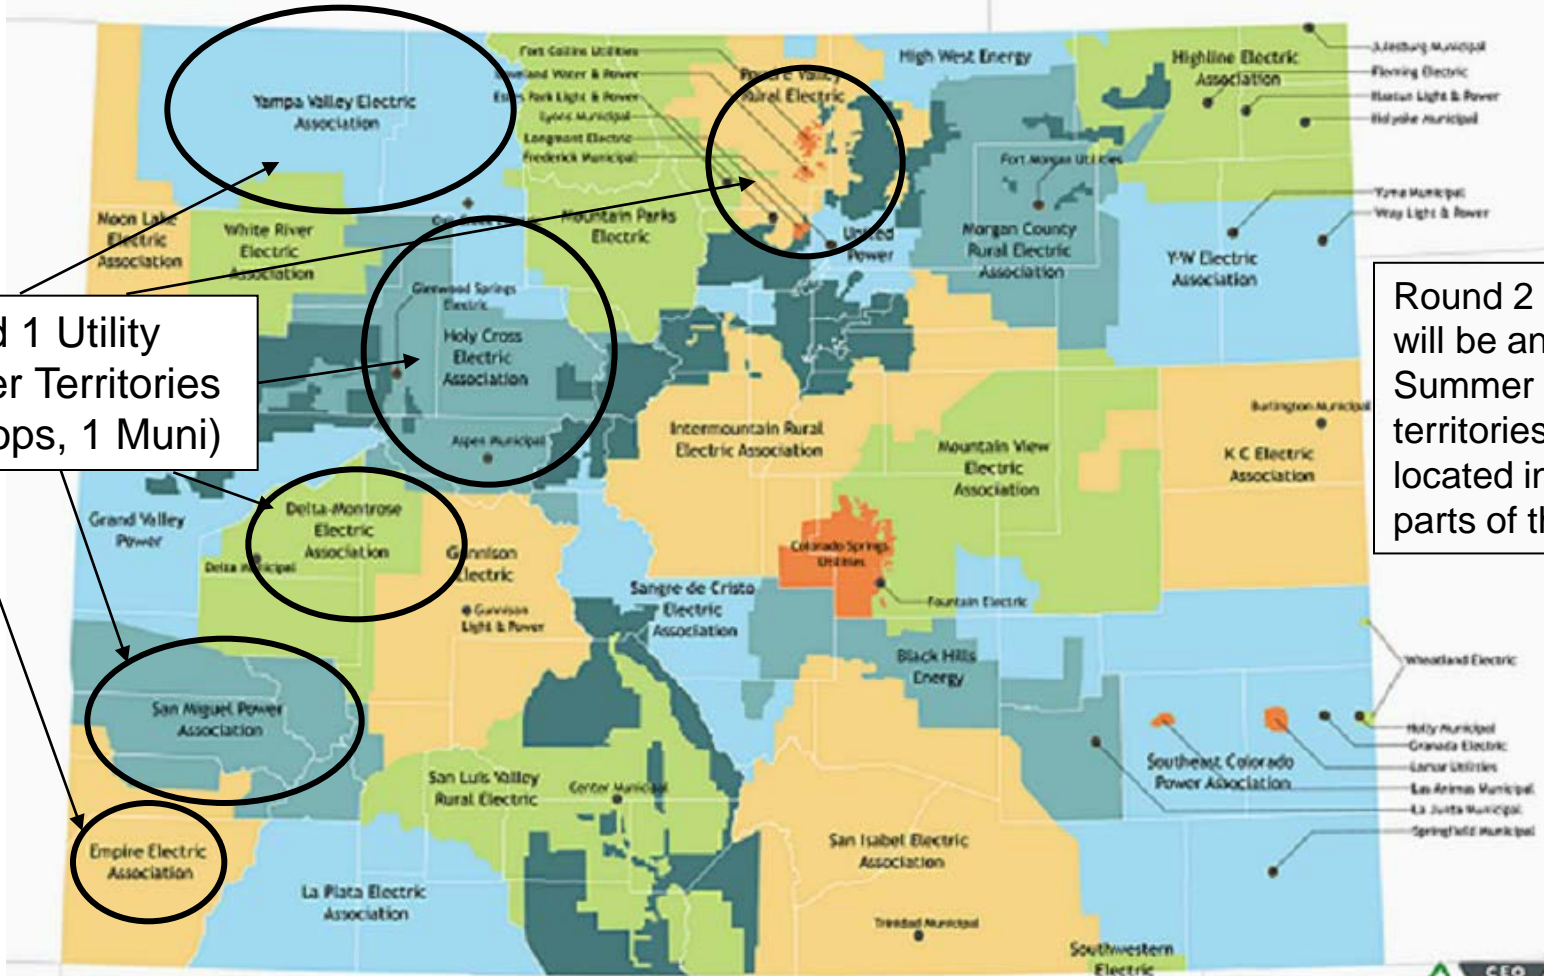 Fort Collins Utilities
Loveland Water & Power
Estes Park Light & Power
Lyons Municipal
Longmont Electric
Frederick Municipal
Yampa Valley Electric
Association
Poudre Valley
Rural Electric
High West Energy
Highline Electric
Association
Julesburg Municipal
Fleming Electric
Haxtun Light & Power
Holyoke Municipal
Fort Morgan Utilities
Yuma Municipal
Wray Light & Power
Moon Lake
Electric
Association
White River
Electric
Association
Mountain Parks
Electric
United
Power
Morgan County
Rural Electric
Association
Y-W Electric
Association
Glenwood Springs
Electric
Holy Cross
Electric
Association
Aspen Municipal
d 1 Utility
er Territories
ops, 1 Muni)
Round 2
will be an
Summer
territories
located in
parts of th
Intermountain Rural
Electric Association
Mountain View
Electric
Association
Burlington Municipal
K C Electric
Association
Grand Valley
Power
Delta-Montrose
Electric
Association
Delta Municipal
Gunnison
Electric
Gunnison
Light & Power
Colorado Springs
Utilities
Fountain Electric
Sangre de Cristo
Electric
Association
Black Hills
Energy
Wheatland Electric
San Miguel Power
Association
Holly Municipal
Granada Electric
Lamar Utilities
Las Animas Municipal
La Junta Municipal
Springfield Municipal
Southeast Colorado
Power Association
San Luis Valley
Rural Electric
Center Municipal
Empire Electric
Association
La Plata Electric
Association
San Isabel Electric
Association
Trinidad Municipal
Southwestern
Electric
GEO